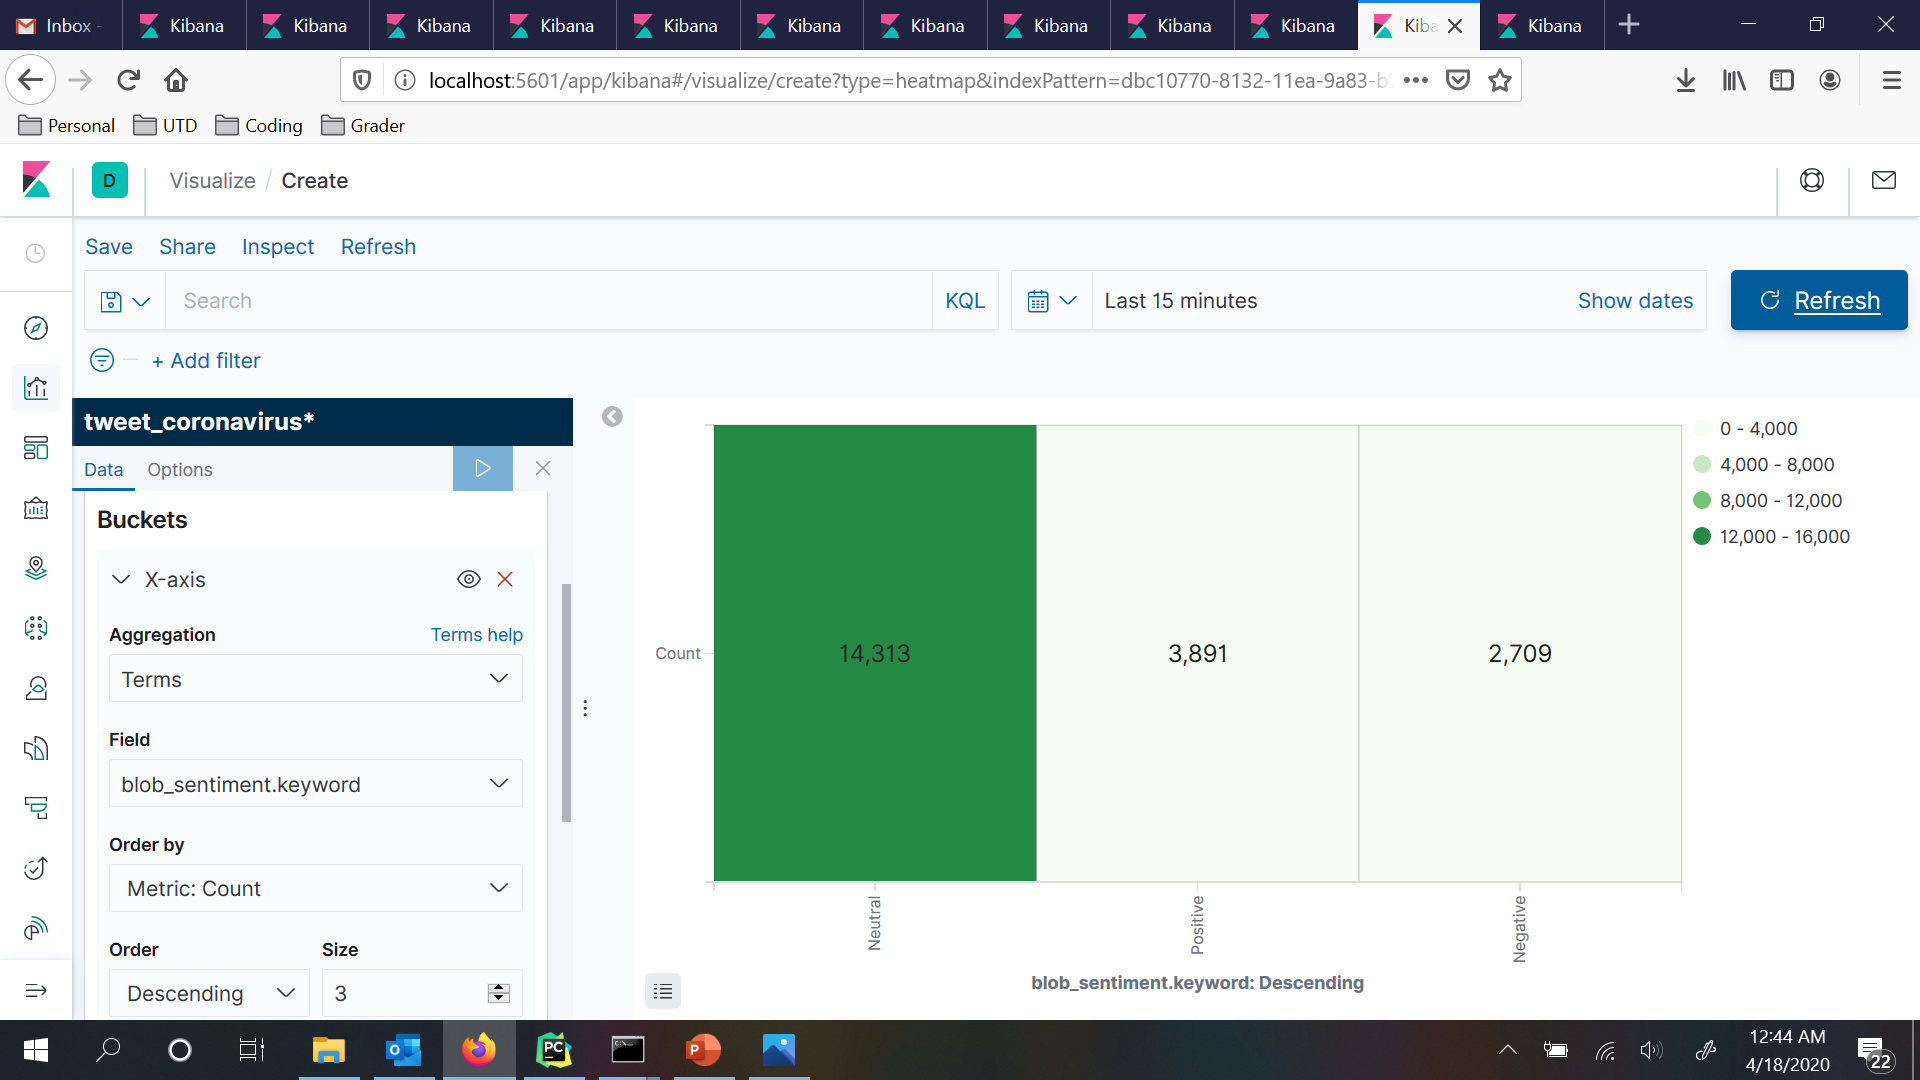 Inbox -
Kibana
Kibana
Kibana
Kibana
Kibana
Kibana
Kibana
Kibana
Kibana
Kibana
Kiba
Kibana
localhost:5601/app/kibana#/visualize/create?type=heatmap&indexPattern=dbc10770-8132-11ea-9a83-b
Personal
UTD
Coding
Grader
D
Visualize / Create
Save
Share
Inspect
Refresh
Search
KQL
Last 15 minutes
Show dates
Refresh
+ Add filter
tweet_coronavirus*
Data
Options
Buckets
X-axis
Aggregation
Terms help
Terms
Field
blob_sentiment.keyword
Order by
Metric: Count
Order
Size
Descending
3
Count
14,313
3,891
2,709
Neutral
Positive
Negative
blob_sentiment.keyword: Descending
0 - 4,000
4,000 - 8,000
8,000 - 12,000
12,000 - 16,000
PC
P
12:44 AM
4/18/2020
22